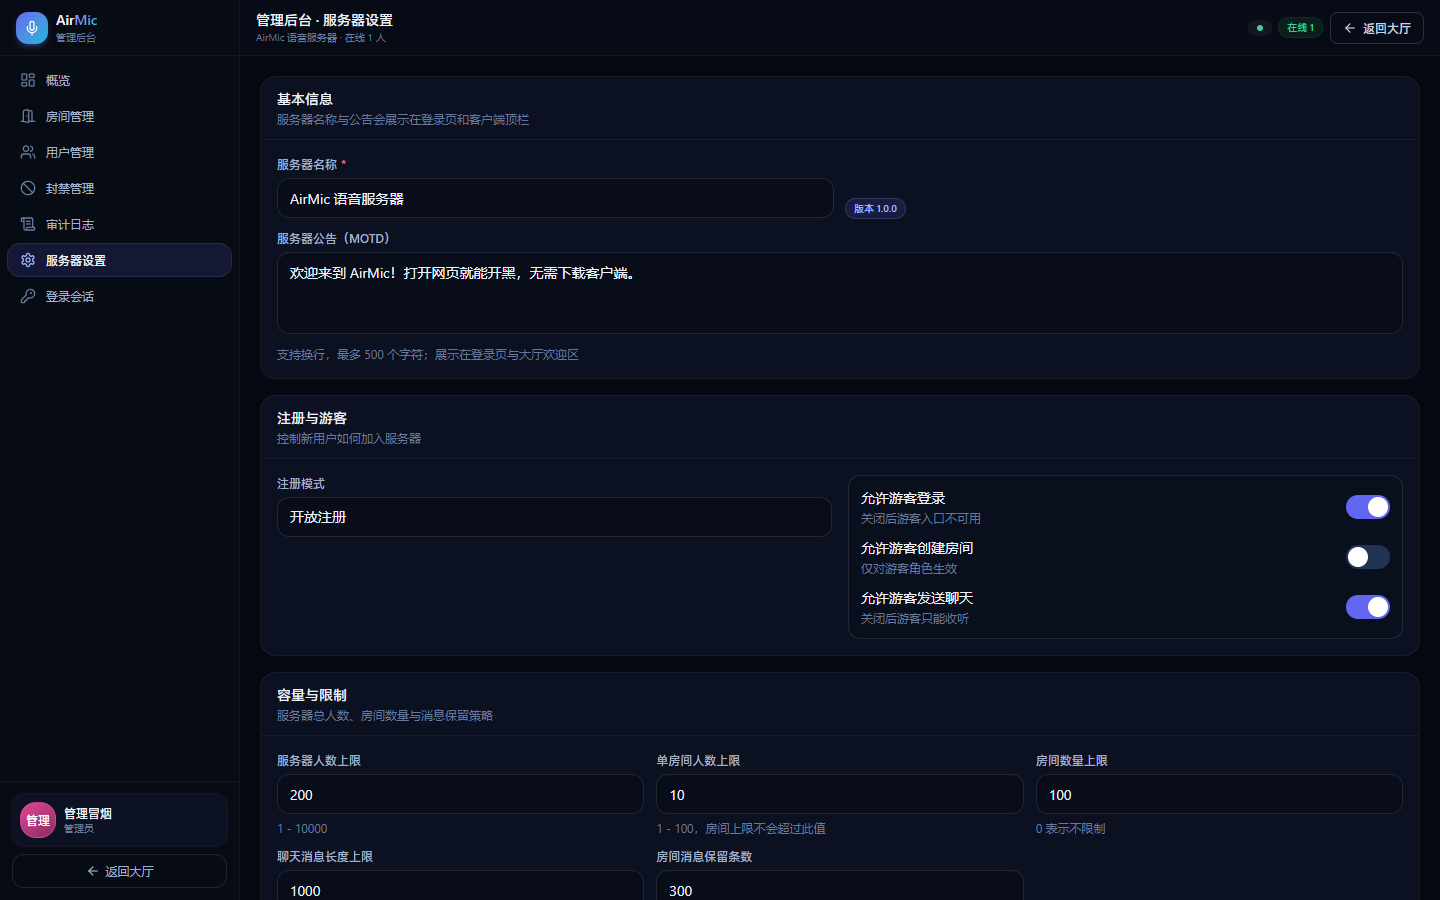 AirMic
管理后台
概览
房间管理
用户管理
封禁管理
审计日志
服务器设置
登录会话
管理
管理冒烟
管理员
返回大厅
管理后台 · 服务器设置
AirMic 语音服务器 · 在线 1 人
在线 1
返回大厅
基本信息
服务器名称与公告会展示在登录页和客户端顶栏
服务器名称 *
AirMic 语音服务器
版本 1.0.0
服务器公告（MOTD）
欢迎来到 AirMic！打开网页就能开黑，无需下载客户端。
支持换行，最多 500 个字符；展示在登录页与大厅欢迎区
注册与游客
控制新用户如何加入服务器
注册模式
开放注册
允许游客登录
关闭后游客入口不可用
允许游客创建房间
仅对游客角色生效
允许游客发送聊天
关闭后游客只能收听
容量与限制
服务器总人数、房间数量与消息保留策略
服务器人数上限
200
1 - 10000
单房间人数上限
10
1 - 100，房间上限不会超过此值
房间数量上限
100
0 表示不限制
聊天消息长度上限
1000
房间消息保留条数
300